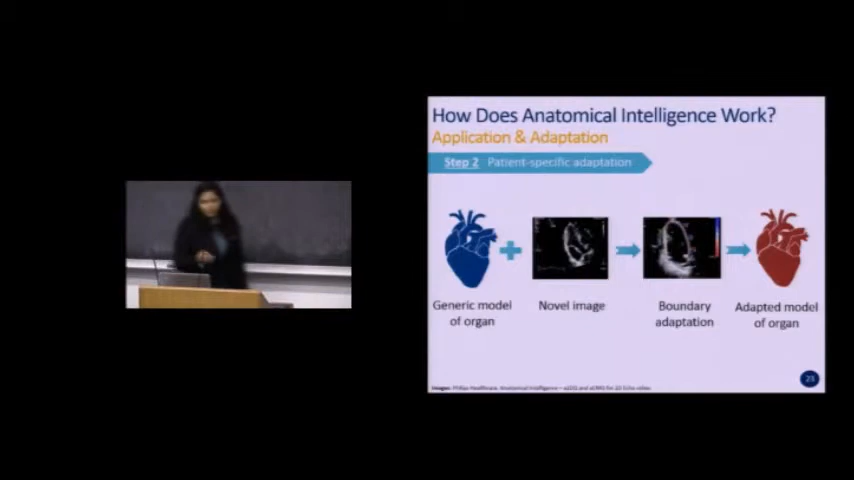 How Does Anatomical Intelligence Work?
Application & Adaptation
Step 2 Patient-specific adaptation
Generic model
of organ
Novel image
Boundary
adaptation
Adapted model
of organ
Images: Philips Healthcare. Anatomical Intelligence –